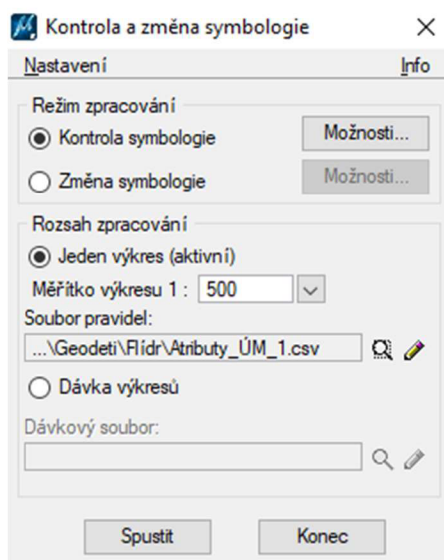 Kontrola a změna symbologie
Nastavení Info
Režim zpracování
Kontrola symbologie Možnosti...
Změna symbologie Možnosti...
Rozsah zpracování
Jeden výkres (aktivní)
Měřítko výkresu 1 : 500
Soubor pravidel:
...\Geodeti\Flídr\Atributy_ÚM_1.csv
Dávka výkresů
Dávkový soubor:
Spustit Konec